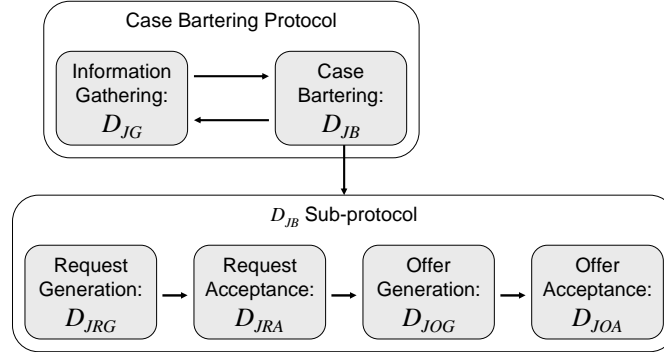 Case Bartering Protocol
Information
Gathering:
D_JG
Case
Bartering:
D_JB
D_JB Sub-protocol
Request
Generation:
D_JRG
Request
Acceptance:
D_JRA
Offer
Generation:
D_JOG
Offer
Acceptance:
D_JOA